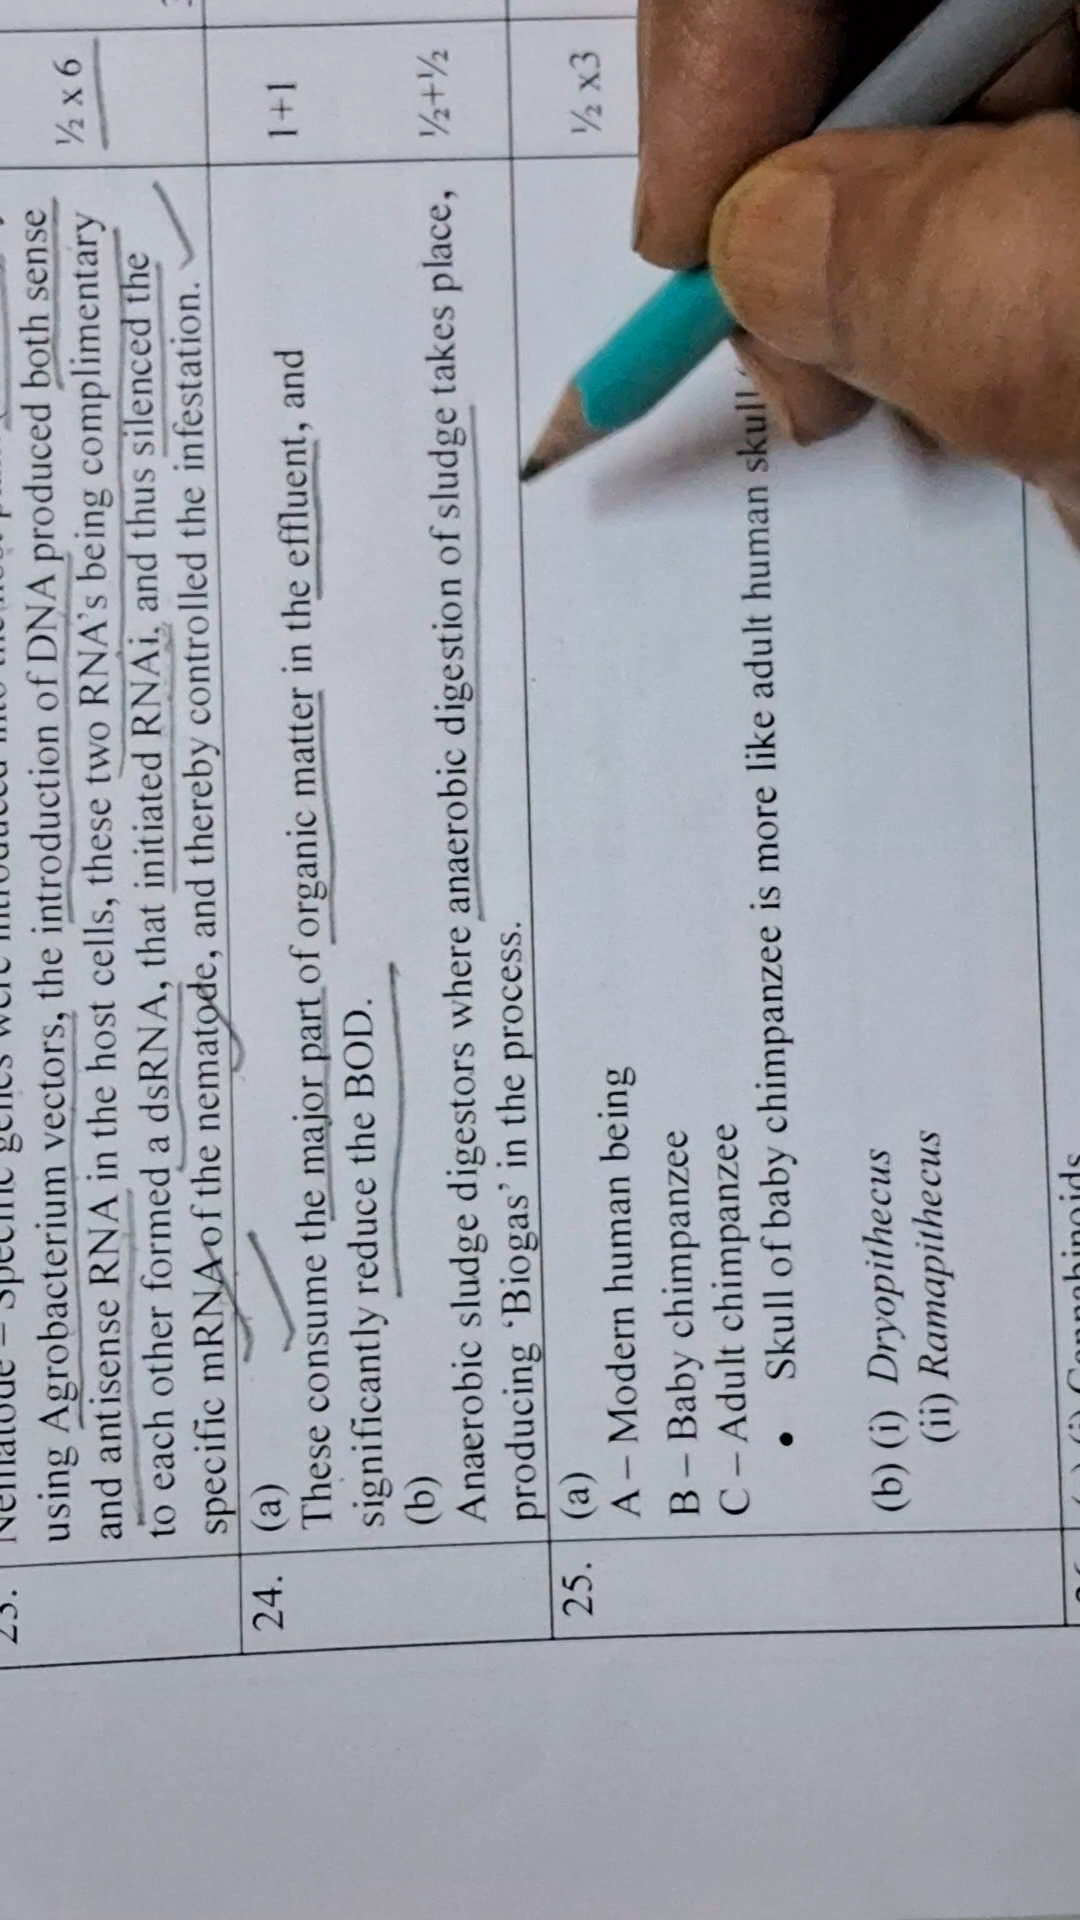 23.
using Agrobacterium vectors, the introduction of DNA produced both sense ½ x 6
and antisense RNA in the host cells, these two RNA's being complimentary
to each other formed a dsRNA, that initiated RNAi, and thus silenced the
specific mRNA of the nematode, and thereby controlled the infestation.
24. (a) 1+1
These consume the major part of organic matter in the effluent, and
significantly reduce the BOD.
(b) ½+½
Anaerobic sludge digestors where anaerobic digestion of sludge takes place,
producing ‘Biogas’ in the process.
25. (a) ½ x3
A – Modern human being
B – Baby chimpanzee
C – Adult chimpanzee
• Skull of baby chimpanzee is more like adult human skull
(b) (i) Dryopithecus
(ii) Ramapithecus